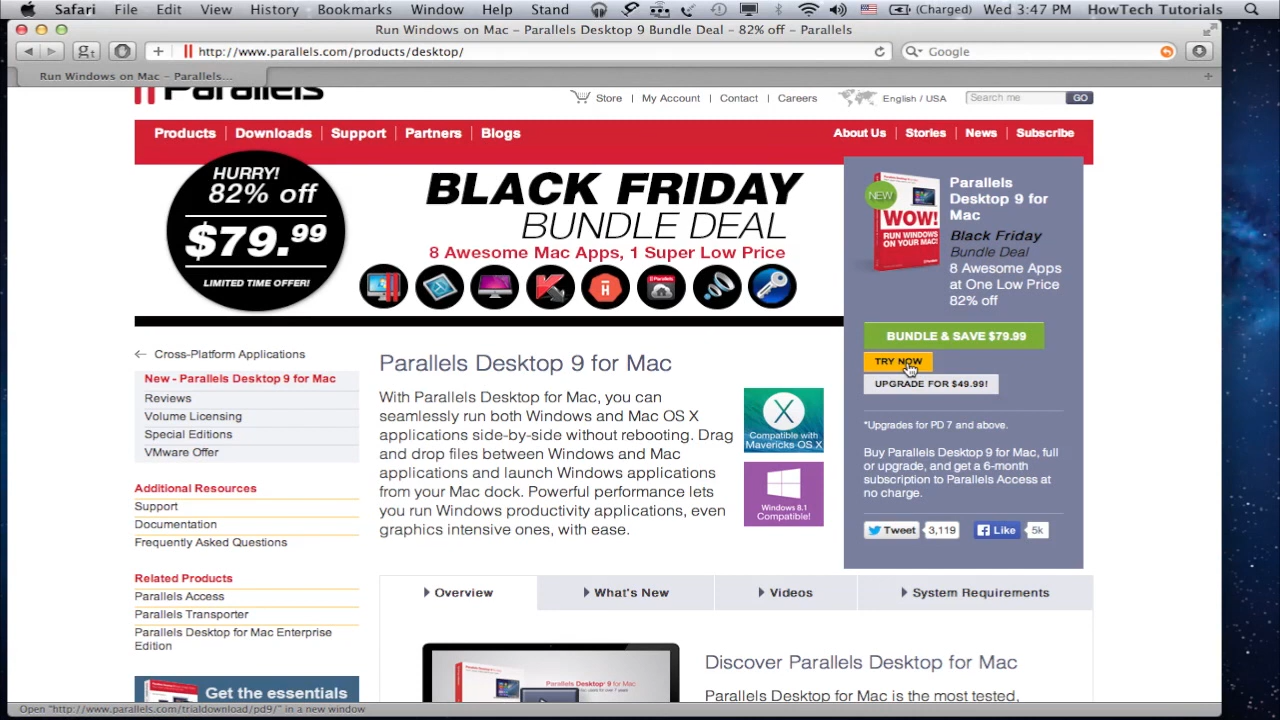 Safari File Edit View History Bookmarks Window Help Stand (Charged) Wed 3:47 PM HowTech Tutorials
Run Windows on Mac – Parallels Desktop 9 Bundle Deal – 82% off – Parallels
http://www.parallels.com/products/desktop/
Google
Run Windows on Mac – Parallels...
Parallels
Store | My Account | Contact | Careers
English / USA
Search me
GO
Products | Downloads | Support | Partners | Blogs
About Us | Stories | News | Subscribe
HURRY!
82% off
$79.99
LIMITED TIME OFFER!
BLACK FRIDAY
BUNDLE DEAL
8 Awesome Mac Apps, 1 Super Low Price
NEW
WOW!
RUN WINDOWS
ON YOUR MAC!
Parallels
Desktop 9 for
Mac
Black Friday
Bundle Deal
8 Awesome Apps
at One Low Price
82% off
BUNDLE & SAVE $79.99
TRY NOW
UPGRADE FOR $49.99!
*Upgrades for PD 7 and above.
Buy Parallels Desktop 9 for Mac, full
or upgrade, and get a 6-month
subscription to Parallels Access at
no charge.
Tweet 3,119 Like 5k
Cross-Platform Applications
New - Parallels Desktop 9 for Mac
Reviews
Volume Licensing
Special Editions
VMware Offer
Additional Resources
Support
Documentation
Frequently Asked Questions
Related Products
Parallels Access
Parallels Transporter
Parallels Desktop for Mac Enterprise
Edition
Get the essentials
Parallels Desktop 9 for Mac
With Parallels Desktop for Mac, you can
seamlessly run both Windows and Mac OS X
applications side-by-side without rebooting. Drag
and drop files between Windows and Mac
applications and launch Windows applications
from your Mac dock. Powerful performance lets
you run Windows productivity applications, even
graphics intensive ones, with ease.
Compatible with
Mavericks OS X
Windows 8.1
Compatible!
Overview
What's New
Videos
System Requirements
Parallels Desktop 9 for Mac
Discover Parallels Desktop for Mac
Parallels Desktop for Mac is the most tested,
Open "http://www.parallels.com/trialdownload/pd9/" in a new window